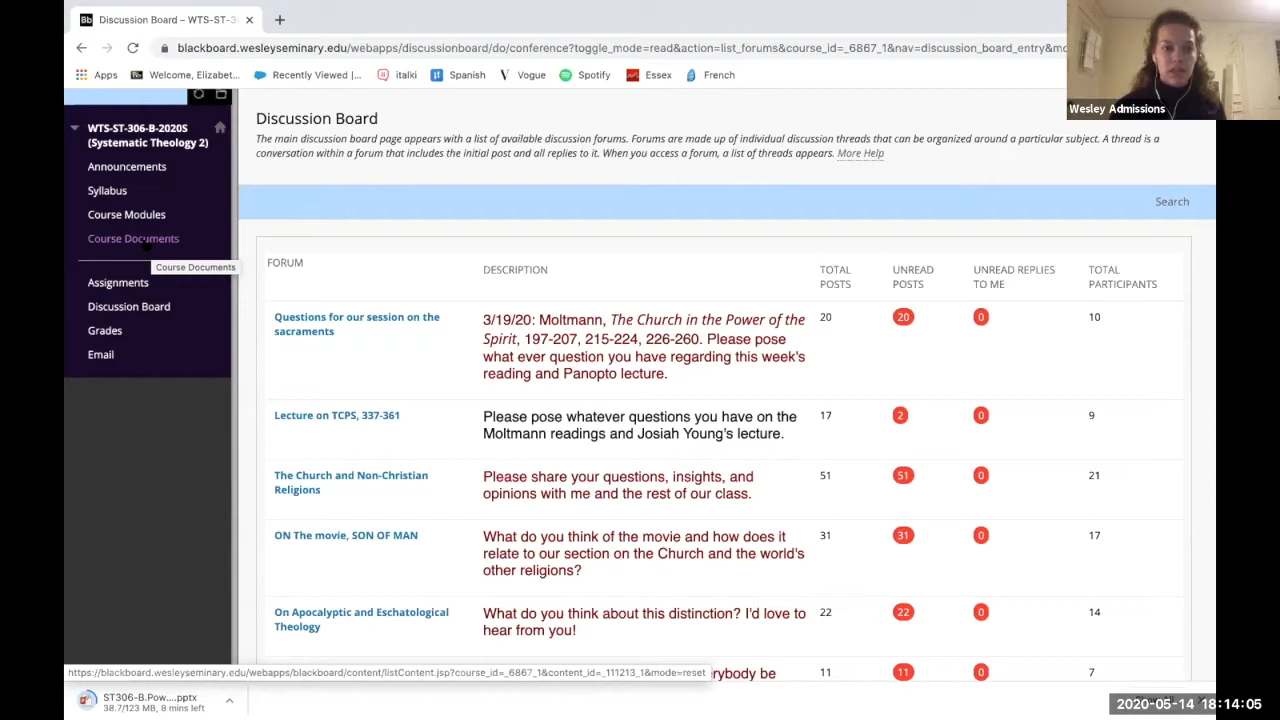 Discussion Board – WTS-ST-3
blackboard.wesleyseminary.edu/webapps/discussionboard/do/conference?toggle_mode=read&action=list_forums&course_id=_6867_1&nav=discussion_board_entry&mo
Apps
Welcome, Elizabet...
Recently Viewed |...
italki
Spanish
Vogue
Spotify
Essex
French
Wesley Admissions
WTS-ST-306-B-2020S
(Systematic Theology 2)
Announcements
Syllabus
Course Modules
Course Documents
Course Documents
Assignments
Discussion Board
Grades
Email
Discussion Board
The main discussion board page appears with a list of available discussion forums. Forums are made up of individual discussion threads that can be organized around a particular subject. A thread is a
conversation within a forum that includes the initial post and all replies to it. When you access a forum, a list of threads appears. More Help
Search
FORUM
DESCRIPTION
TOTAL
POSTS
UNREAD
POSTS
UNREAD REPLIES
TO ME
TOTAL
PARTICIPANTS
Questions for our session on the
sacraments
3/19/20: Moltmann, The Church in the Power of the
Spirit, 197-207, 215-224, 226-260. Please pose
what ever question you have regarding this week's
reading and Panopto lecture.
20
20
0
10
Lecture on TCPS, 337-361
Please pose whatever questions you have on the
Moltmann readings and Josiah Young's lecture.
17
2
0
9
The Church and Non-Christian
Religions
Please share your questions, insights, and
opinions with me and the rest of our class.
51
51
0
21
ON The movie, SON OF MAN
What do you think of the movie and how does it
relate to our section on the Church and the world's
other religions?
31
31
0
17
On Apocalyptic and Eschatological
Theology
What do you think about this distinction? I'd love to
hear from you!
22
22
0
14
rybody be
11
11
0
7
https://blackboard.wesleyseminary.edu/webapps/blackboard/content/listContent.jsp?course_id=_6867_1&content_id=_111213_1&mode=reset
ST306-B.Pow....pptx
38.7/123 MB, 8 mins left
2020-05-14 18:14:05